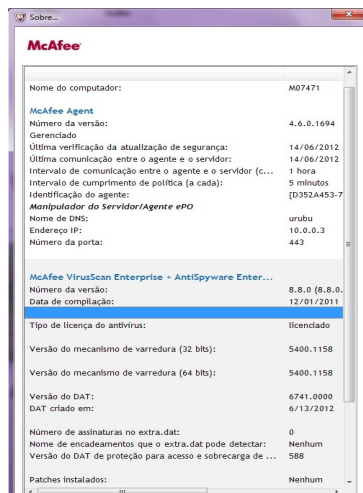 Sobre...
McAfee
Nome do computador: M07471
McAfee Agent
Número da versão: 4.6.0.1694
Gerenciado
Última verificação da atualização de segurança: 14/06/2012
Última comunicação entre o agente e o servidor: 14/06/2012
Intervalo de comunicação entre o agente e o servidor (c... 1 hora
Intervalo de cumprimento de política (a cada): 5 minutos
Identificação do agente: {D352A453-7
Manipulador do Servidor/Agente ePO
Nome de DNS: urubu
Endereço IP: 10.0.0.3
Número da porta: 443
McAfee VirusScan Enterprise + AntiSpyware Enter...
Número da versão: 8.8.0 (8.8.0.
Data de compilação: 12/01/2011
Tipo de licença do antivírus: licenciado
Versão do mecanismo de varredura (32 bits): 5400.1158
Versão do mecanismo de varredura (64 bits): 5400.1158
Versão do DAT: 6741.0000
DAT criado em: 6/13/2012
Número de assinaturas no extra.dat: 0
Nome de encadeamentos que o extra.dat pode detectar: Nenhum
Versão do DAT de proteção para acesso e sobrecarga de ... 588
Patches instalados: Nenhum